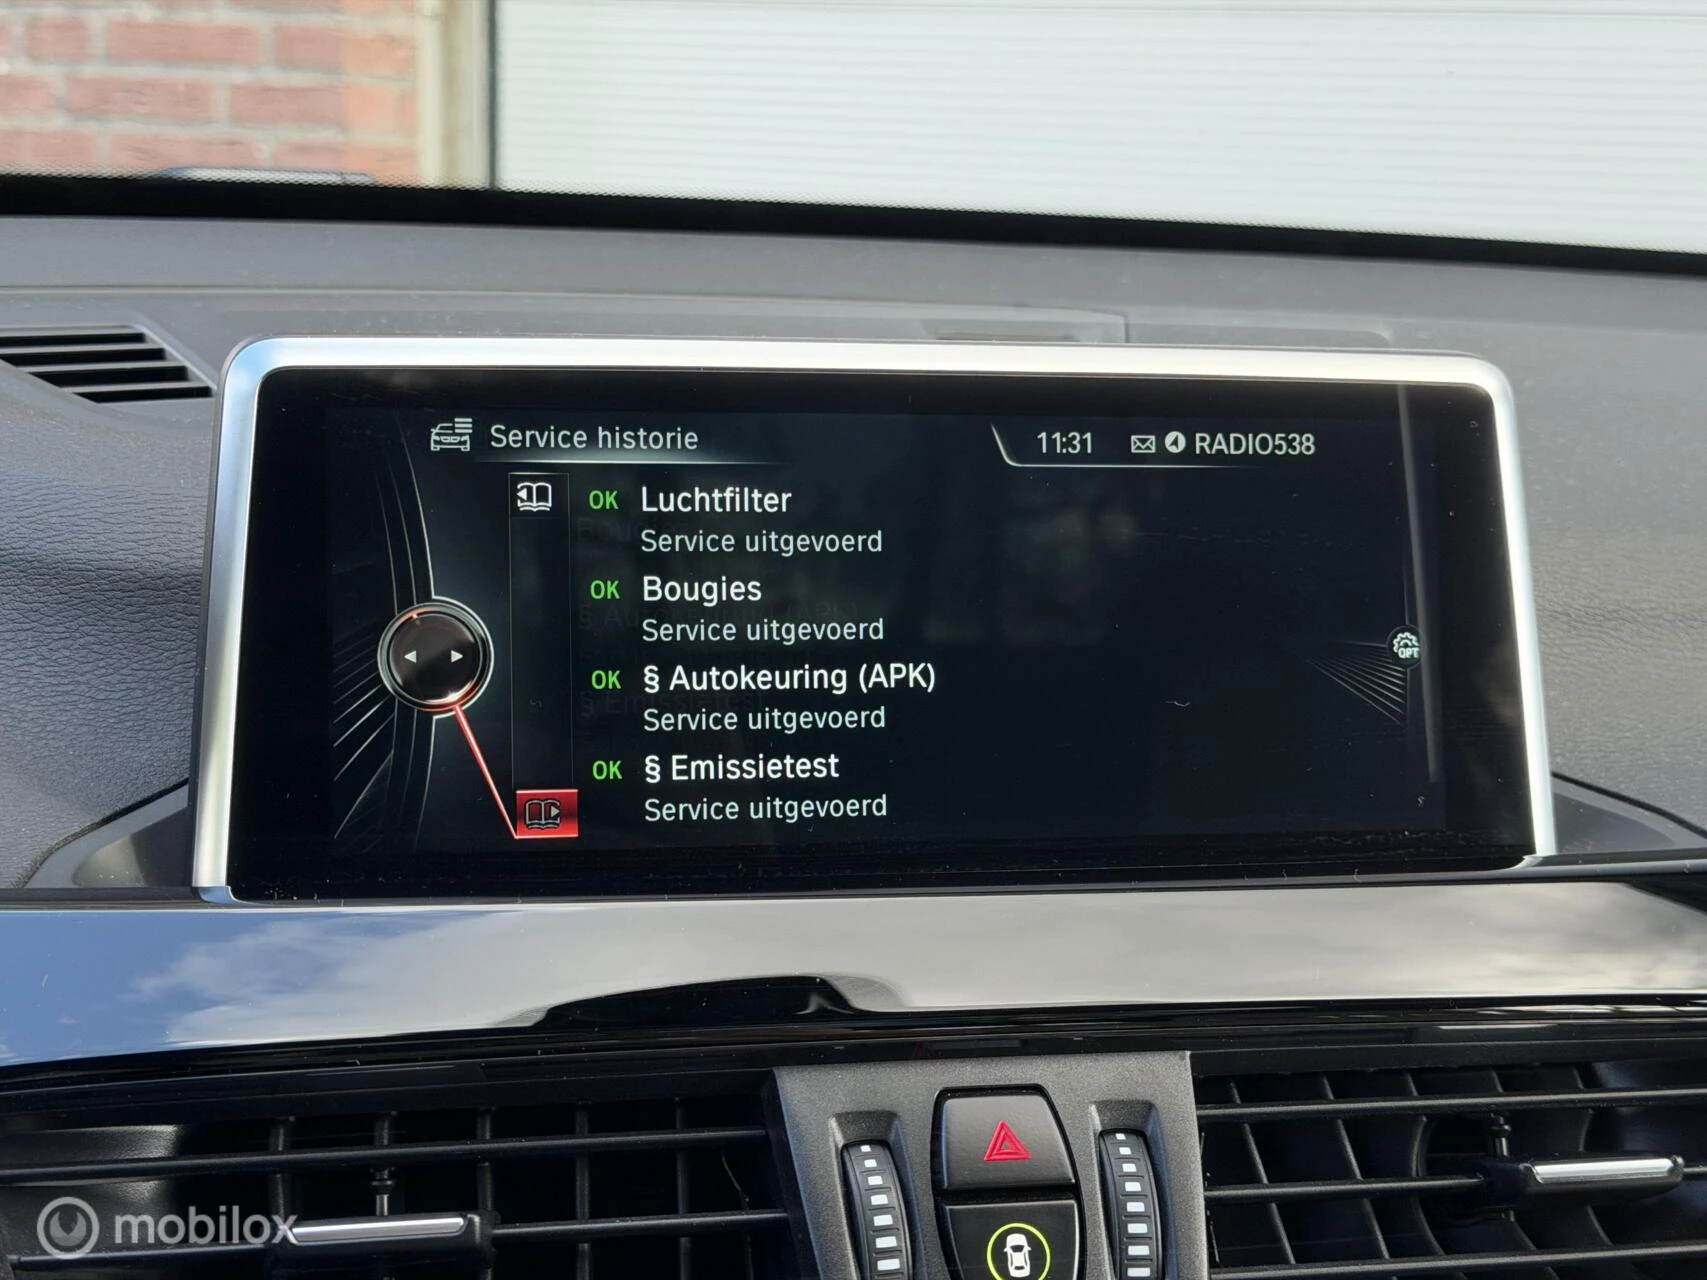 Service historie
11:31 RADIO538
OK Luchtfilter
Service uitgevoerd
OK Bougies
Service uitgevoerd
OK § Autokeuring (APK)
Service uitgevoerd
OK § Emissietest
Service uitgevoerd
OPT
mobilox